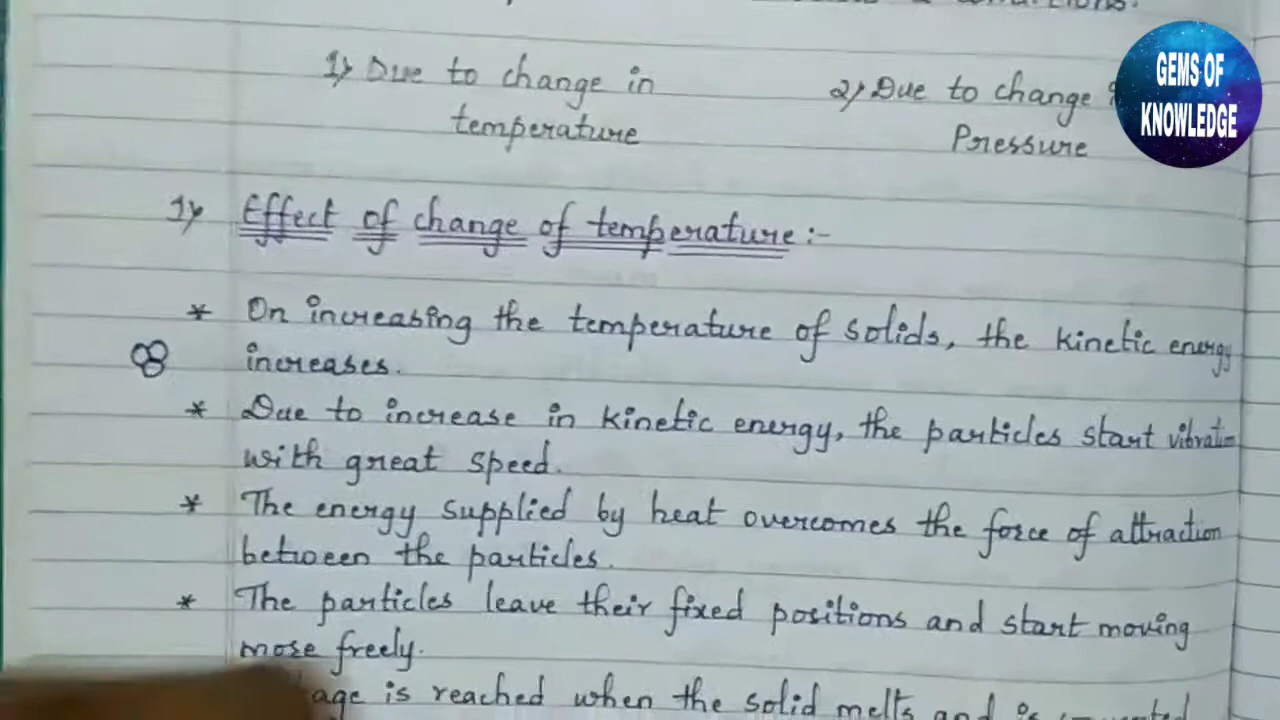 1) Due to change in
temperature
2) Due to change
Pressure
GEMS OF
KNOWLEDGE
1) Effect of change of temperature :-
* On increasing the temperature of solids, the kinetic energy
increases.
* Due to increase in kinetic energy, the particles start
with great speed.
* The energy supplied by heat overcomes the force of attraction
between the particles.
* The particles leave their fixed positions and start moving
more freely.
is reached when the solid melts and is